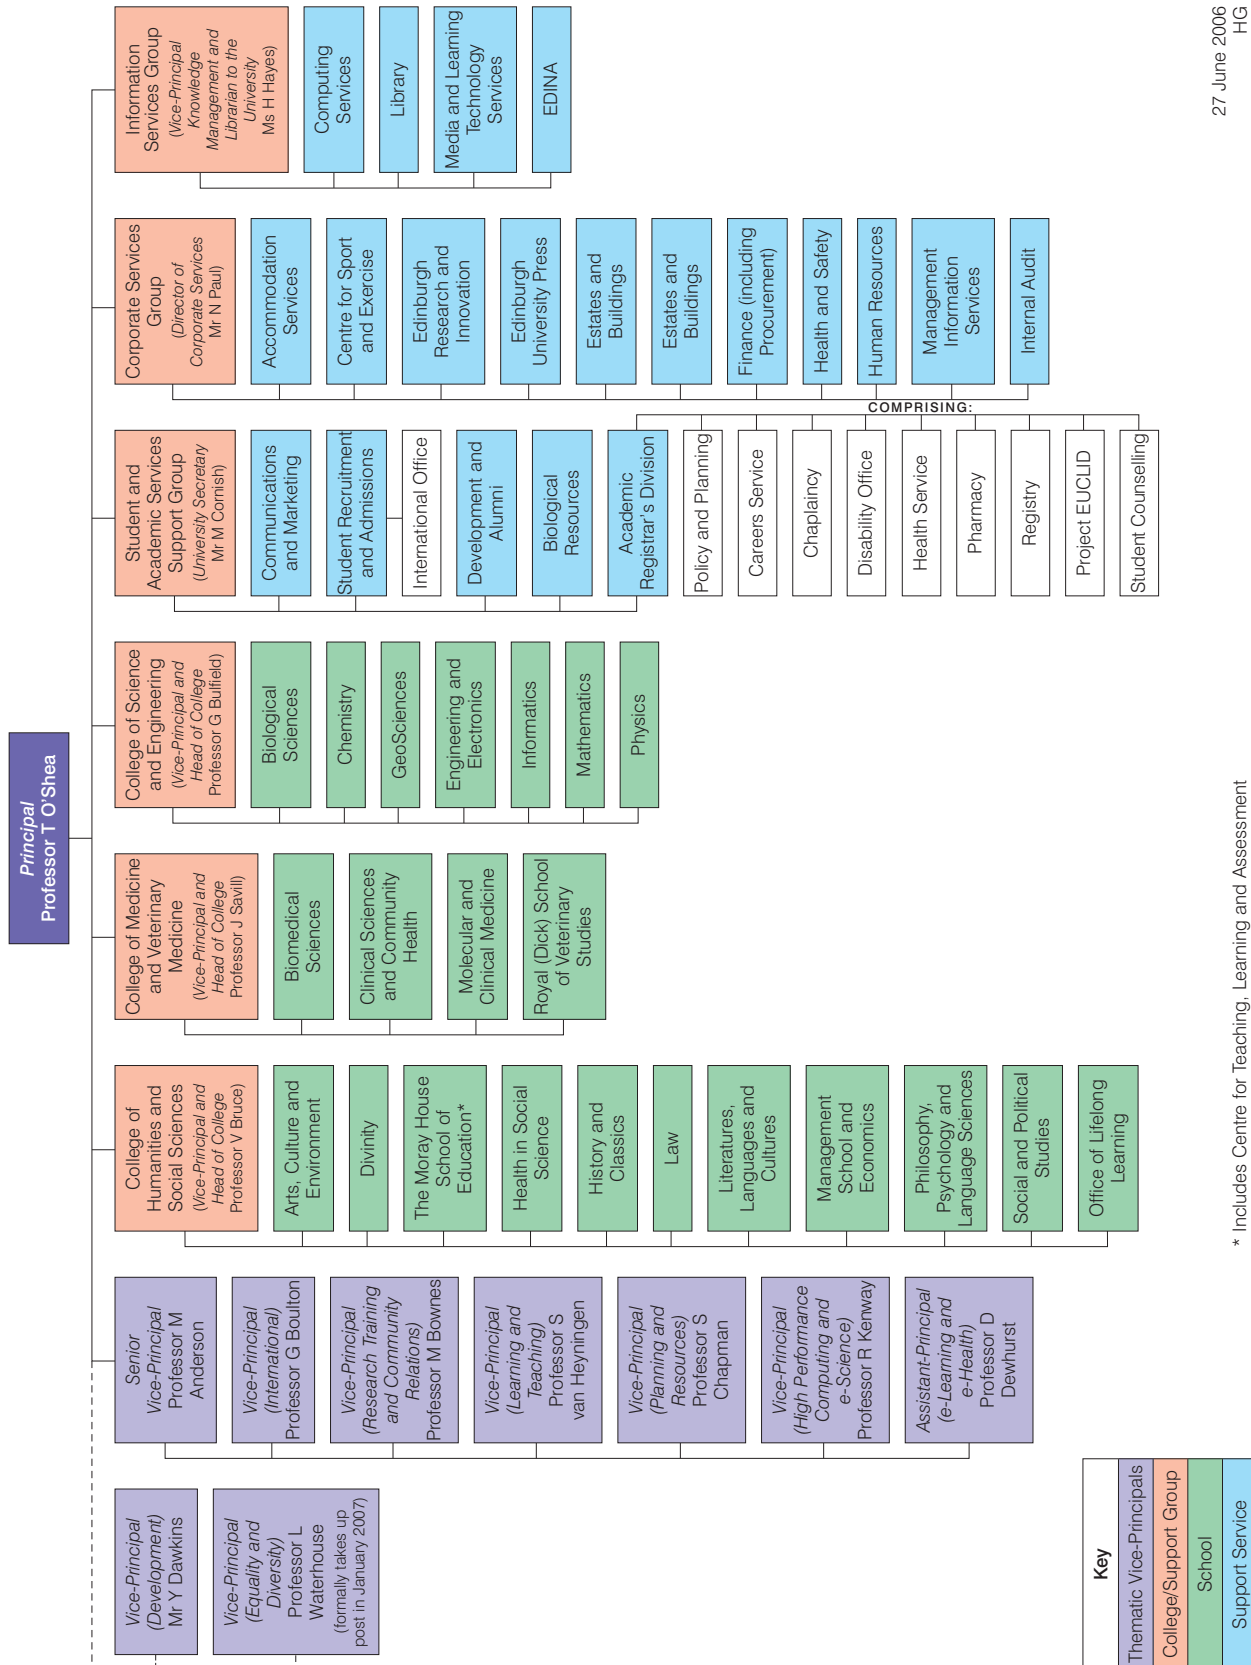 Principal
Professor T O'Shea
Vice-Principal
(Development)
Mr Y Dawkins
Vice-Principal
(Equality and
Diversity)
Professor L
Waterhouse
(formally takes up
post in January 2007)
Senior
Vice-Principal
Professor M
Anderson
Vice-Principal
(International)
Professor G Boulton
Vice-Principal
(Research Training
and Community
Relations)
Professor M Bownes
Vice-Principal
(Learning and
Teaching)
Professor S
van Heyningen
Vice-Principal
(Planning and
Resources)
Professor S
Chapman
Vice-Principal
(High Performance
Computing and
e-Science)
Professor R Kenway
Assistant-Principal
(e-Learning and
e-Health)
Professor D
Dewhurst
College of
Humanities and
Social Sciences
(Vice-Principal and
Head of College
Professor V Bruce)
Arts, Culture and
Environment
Divinity
The Moray House
School of
Education*
Health in Social
Science
History and
Classics
Law
Literatures,
Languages and
Cultures
Management
School and
Economics
Philosophy,
Psychology and
Language Sciences
Social and Political
Studies
Office of Lifelong
Learning
College of Medicine
and Veterinary
Medicine
(Vice-Principal and
Head of College
Professor J Savill)
Biomedical
Sciences
Clinical Sciences
and Community
Health
Molecular and
Clinical Medicine
Royal (Dick) School
of Veterinary
Studies
College of Science
and Engineering
(Vice-Principal and
Head of College
Professor G Bulfield)
Biological
Sciences
Chemistry
GeoSciences
Engineering and
Electronics
Informatics
Mathematics
Physics
Student and
Academic Services
Support Group
(University Secretary
Mr M Cornish)
Communications
and Marketing
Student Recruitment
and Admissions
International Office
Development and
Alumni
Biological
Resources
Academic
Registrar's Division
COMPRISING:
Policy and Planning
Careers Service
Chaplaincy
Disability Office
Health Service
Pharmacy
Registry
Project EUCLID
Student Counselling
Corporate Services
Group
(Director of
Corporate Services
Mr N Paul)
Accommodation
Services
Centre for Sport
and Exercise
Edinburgh
Research and
Innovation
Edinburgh
University Press
Estates and
Buildings
Estates and
Buildings
Finance (including
Procurement)
Health and Safety
Human Resources
Management
Information
Services
Internal Audit
Information
Services Group
(Vice-Principal
Knowledge
Management and
Librarian to the
University
Ms H Hayes)
Computing
Services
Library
Media and Learning
Technology
Services
EDINA
Key
Thematic Vice-Principals
College/Support Group
School
Support Service
* Includes Centre for Teaching, Learning and Assessment
27 June 2006
HG